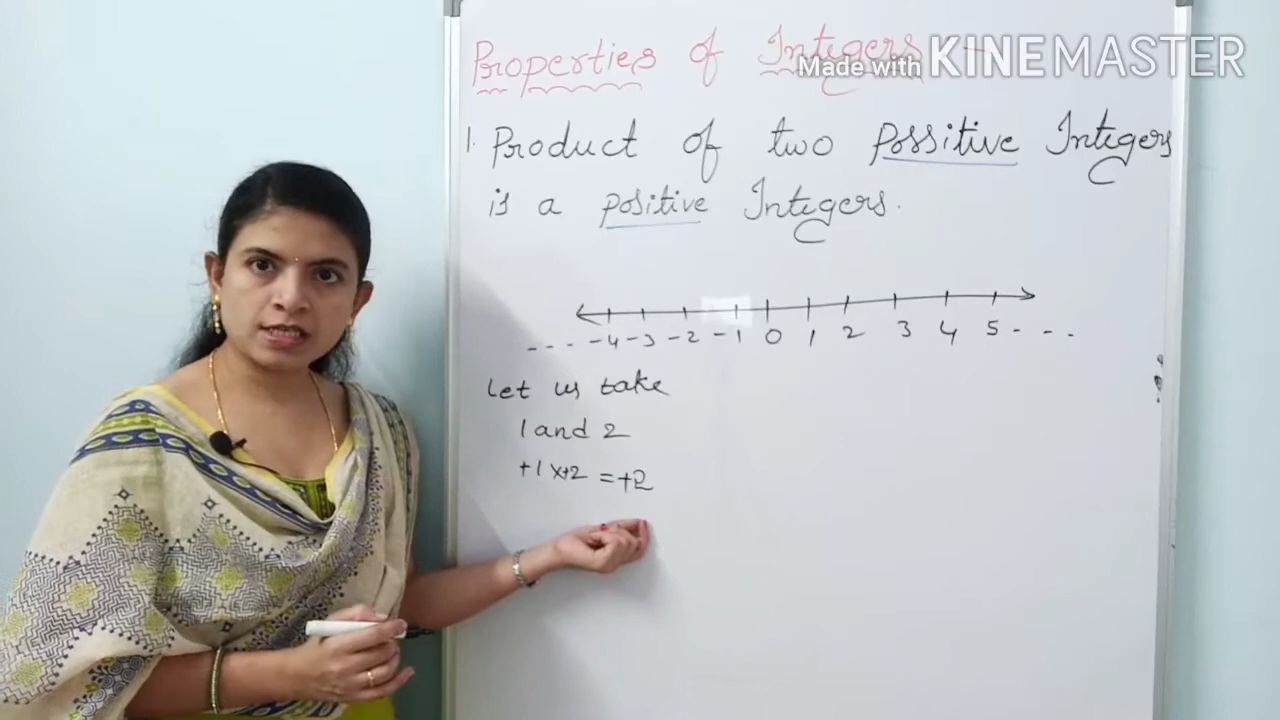 Properties of Integers :-
Made with KINEMASTER
1. Product of two possitive Integers
is a positive Integers.
- - - -4 -3 -2 -1 0 1 2 3 4 5 - - -
Let us take
1 and 2
+1 x+2 = +2